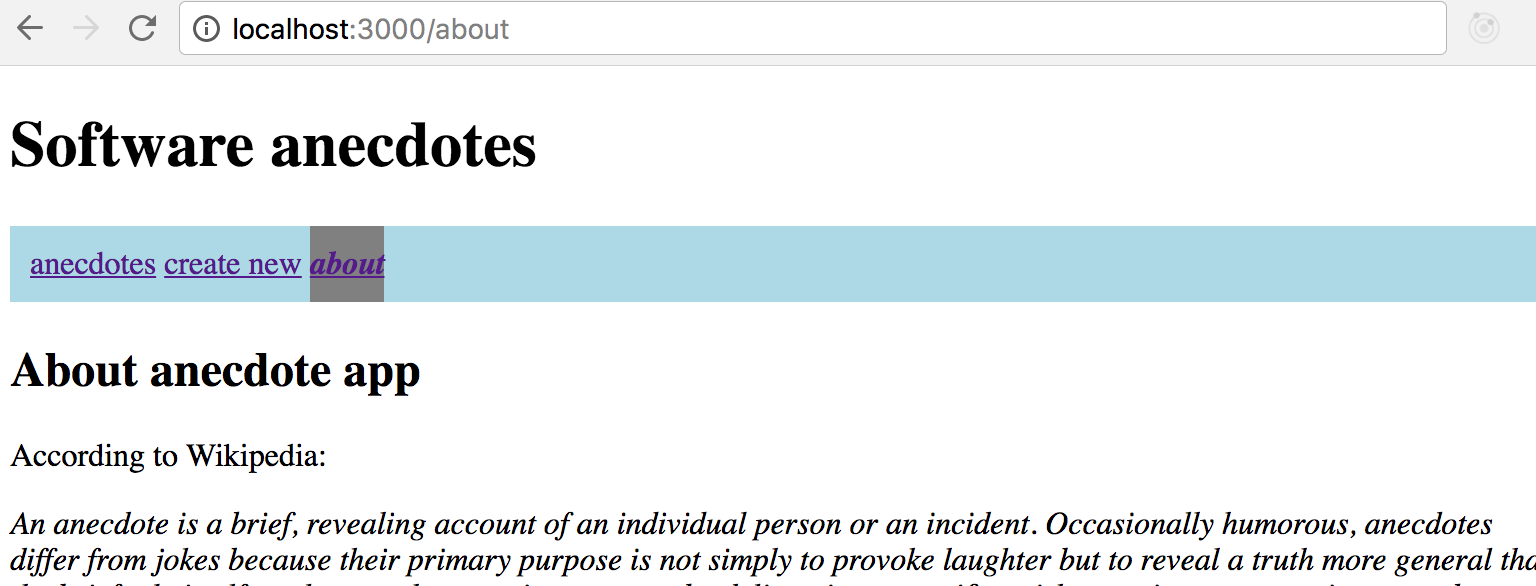 localhost:3000/about
Software anecdotes
anecdotes create new about
About anecdote app
According to Wikipedia:
An anecdote is a brief, revealing account of an individual person or an incident. Occasionally humorous, anecdotes
differ from jokes because their primary purpose is not simply to provoke laughter but to reveal a truth more general